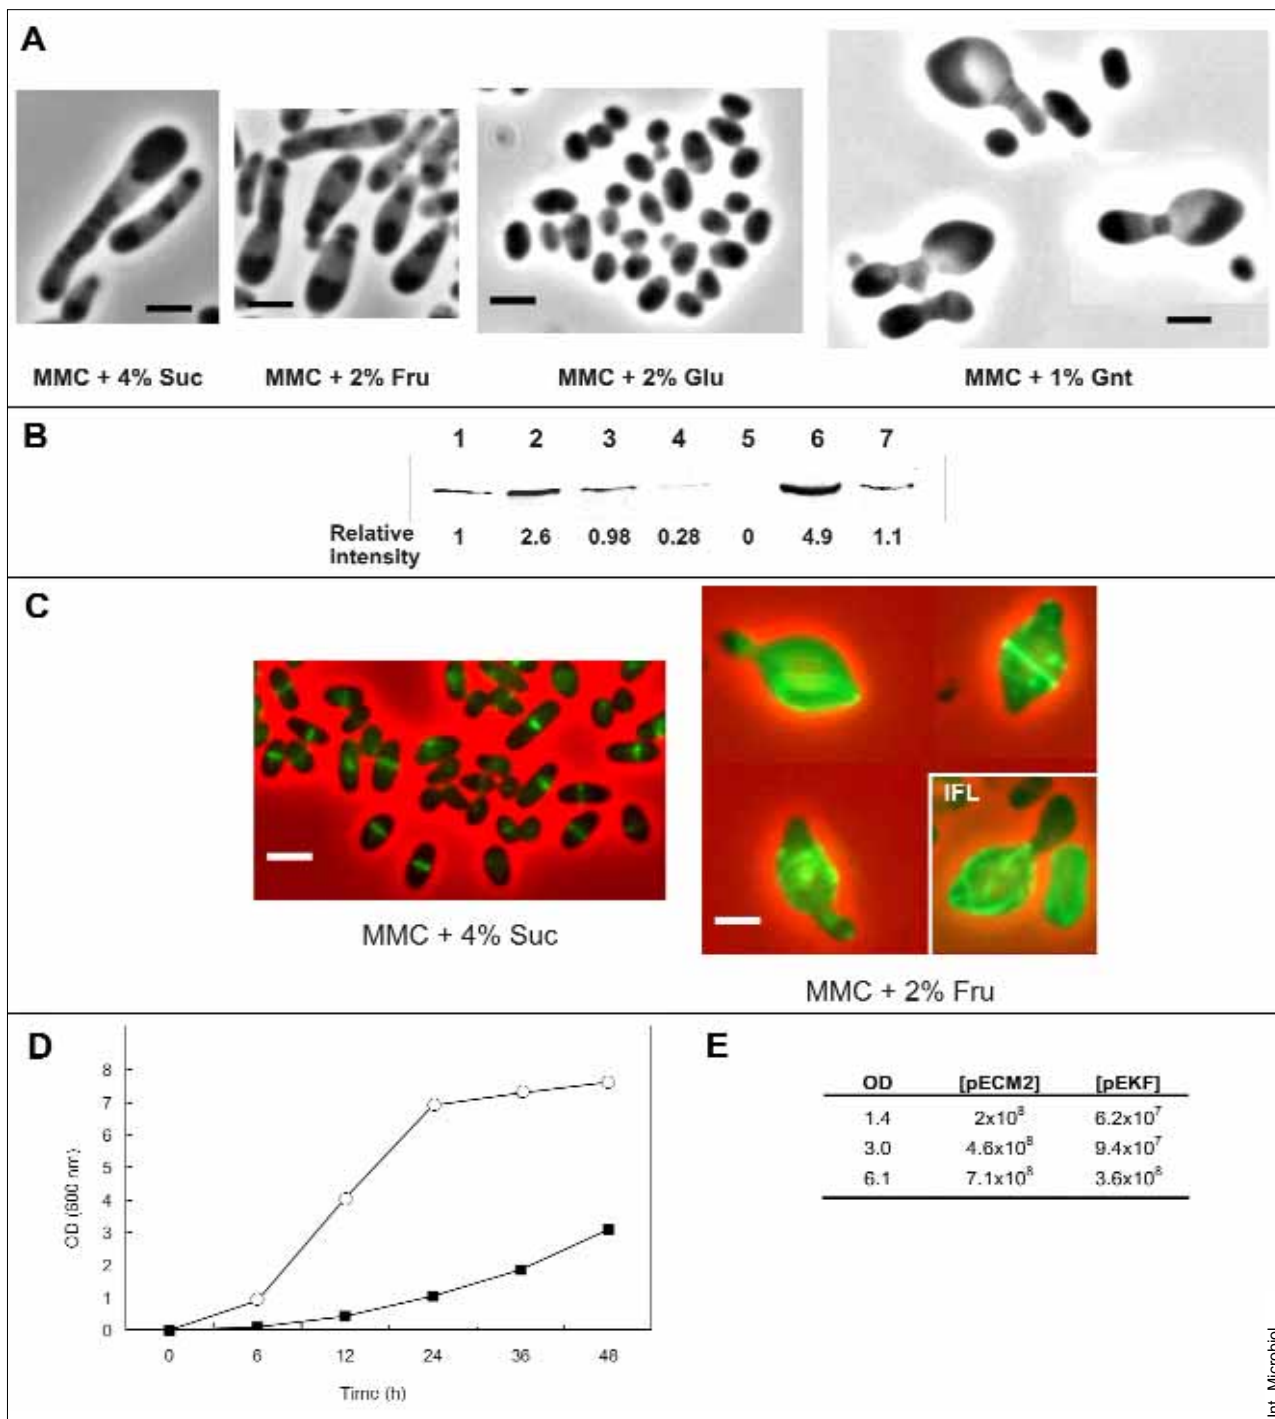 A
MMC + 4% Suc
MMC + 2% Fru
MMC + 2% Glu
MMC + 1% Gnt
B
1 2 3 4 5 6 7
Relative intensity
1 2.6 0.98 0.28 0 4.9 1.1
C
IFL
MMC + 4% Suc
MMC + 2% Fru
D
8
7
6
5
4
3
2
1
0
OD (600 nm)
0 6 12 24 36 48
Time (h)
E
OD [pECM2] [pEKF]
1.4 2x10⁸ 6.2x10⁷
3.0 4.6x10⁸ 9.4x10⁷
6.1 7.1x10⁸ 3.6x10⁸
Int. Microbiol.